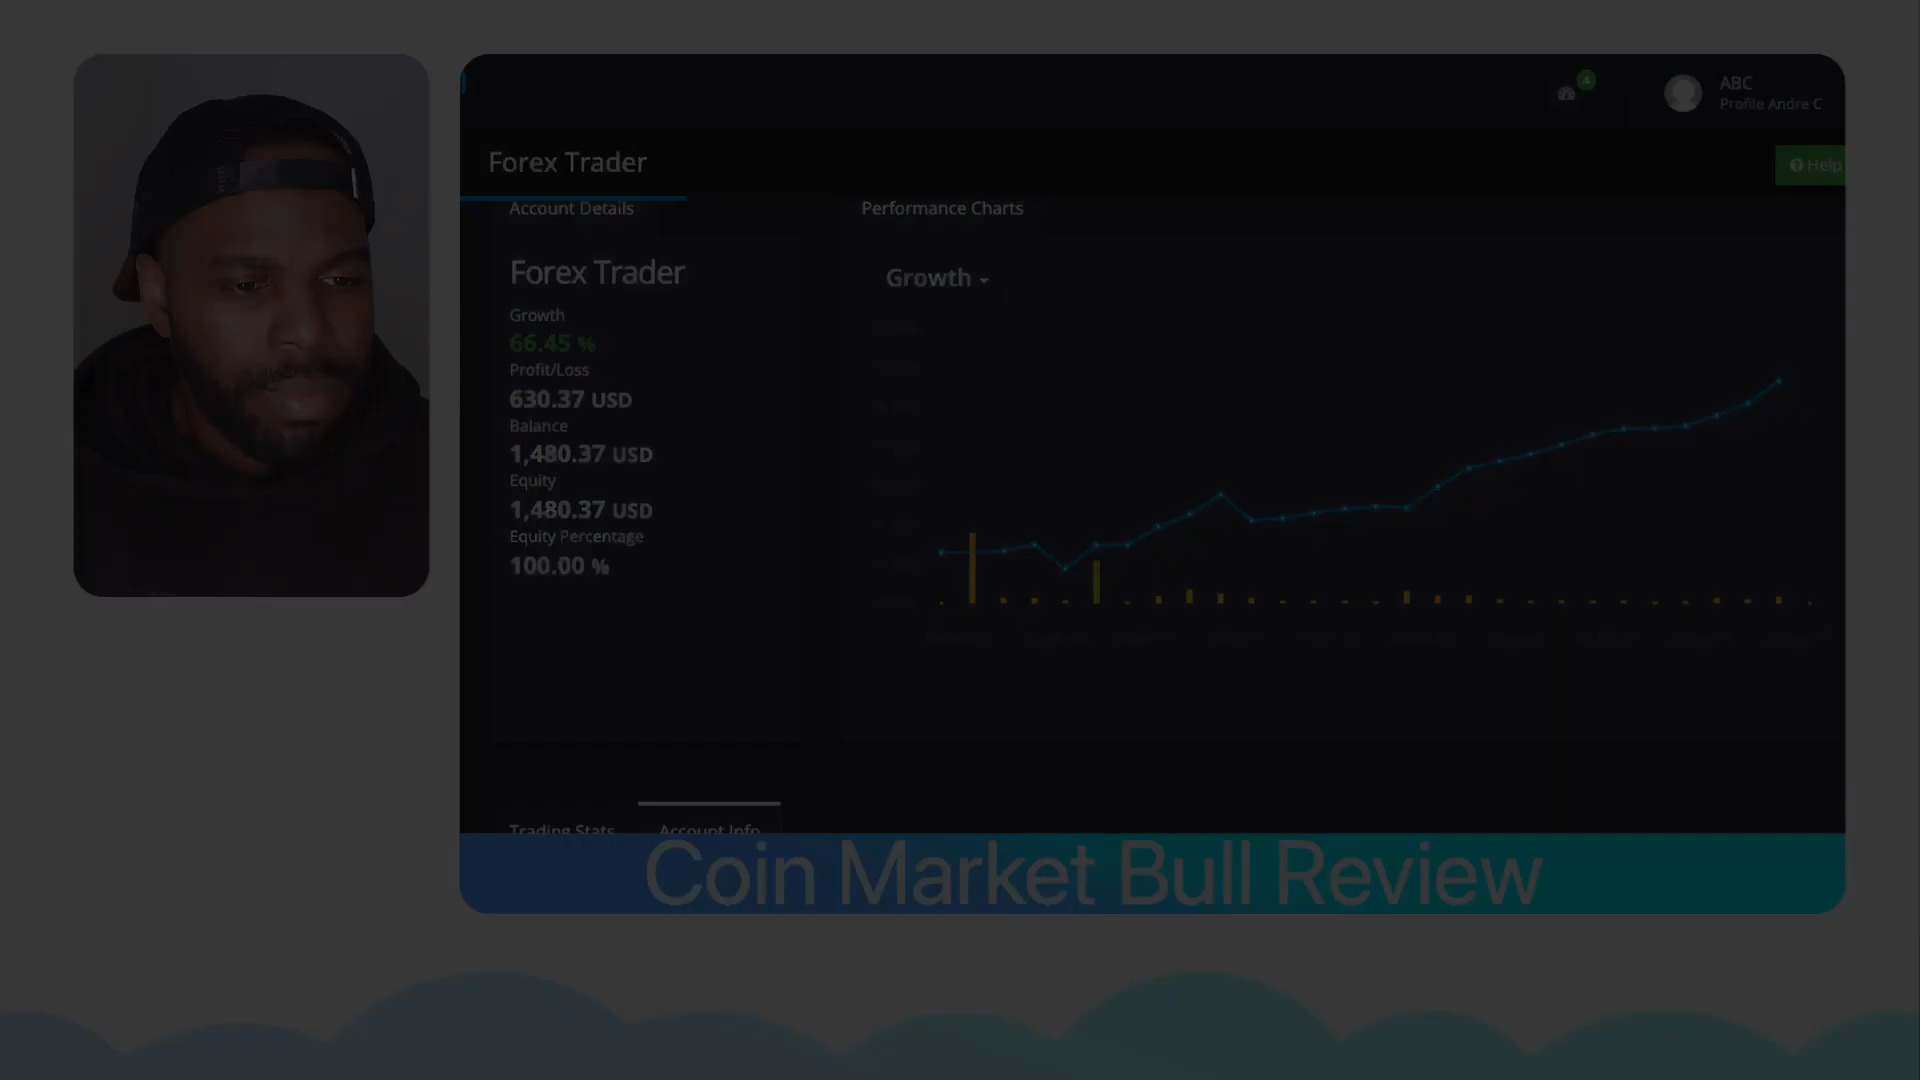 4
ABC
Profile Andre C
Forex Trader
Help
Account Details
Performance Charts
Forex Trader
Growth
Growth
66.45 %
Profit/Loss
630.37 USD
Balance
1,480.37 USD
Equity
1,480.37 USD
Equity Percentage
100.00 %
Trading Stats
Account Info
Coin Market Bull Review